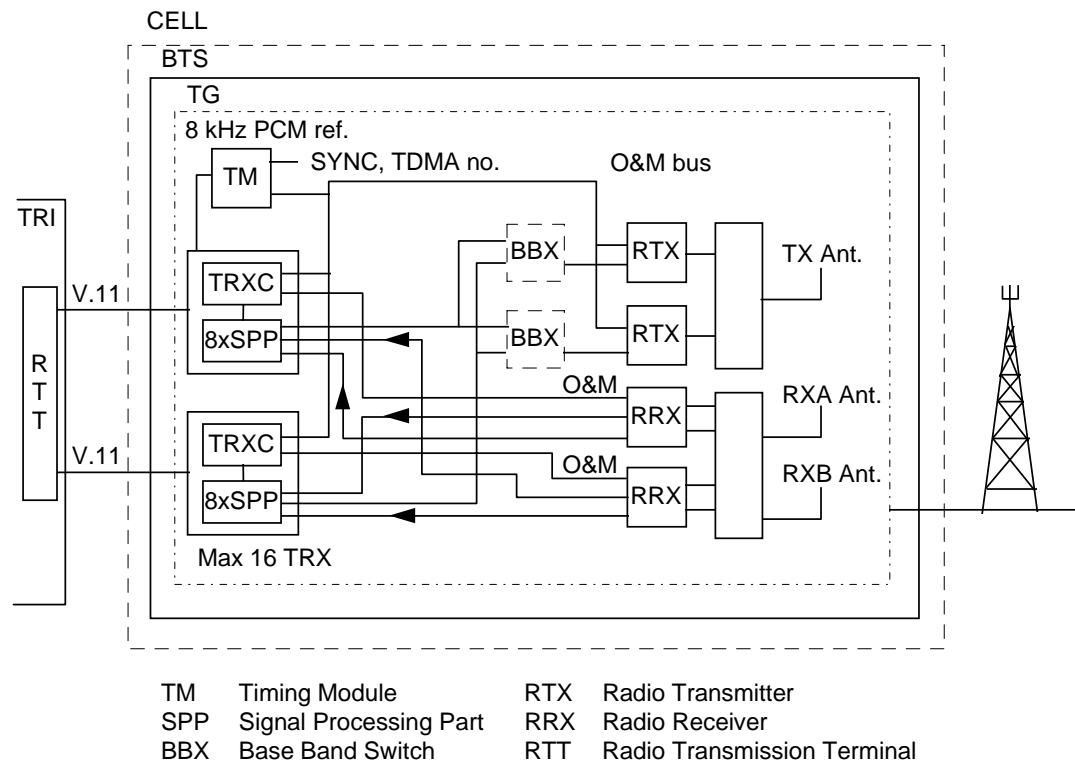 CELL
BTS
TG
8 kHz PCM ref.
SYNC, TDMA no.
O&M bus
TM
TRI
BBX
RTX
TX Ant.
V.11
TRXC
8xSPP
BBX
RTX
RTT
O&M
RRX
RXA Ant.
V.11
TRXC
O&M
RXB Ant.
8xSPP
RRX
Max 16 TRX
TM Timing Module RTX Radio Transmitter
SPP Signal Processing Part RRX Radio Receiver
BBX Base Band Switch RTT Radio Transmission Terminal